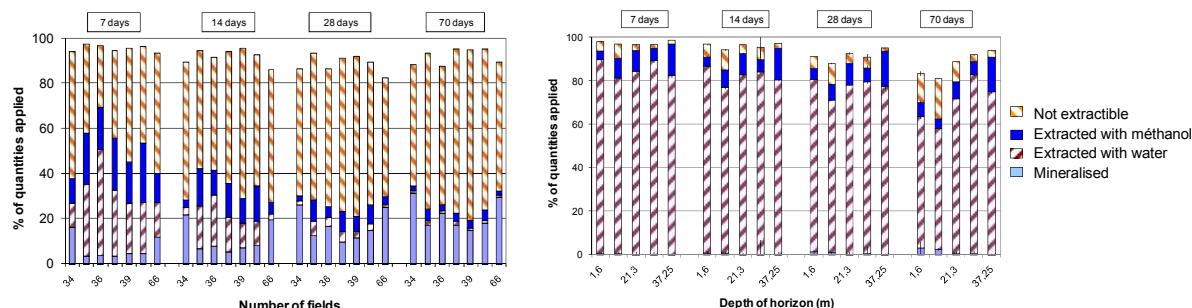 7 days
14 days
28 days
70 days
100
80
60
40
20
0
% of quantities applied
34
36
39
66
34
36
39
66
34
36
39
66
34
36
39
66
Number of fields
7 days
14 days
28 days
70 days
100
80
60
40
20
0
% of quantities applied
1,6
21,3
37,25
1,6
21,3
37,25
1,6
21,3
37,25
1,6
21,3
37,25
Depth of horizon (m)
Not extractible
Extracted with méthanol
Extracted with water
Mineralised